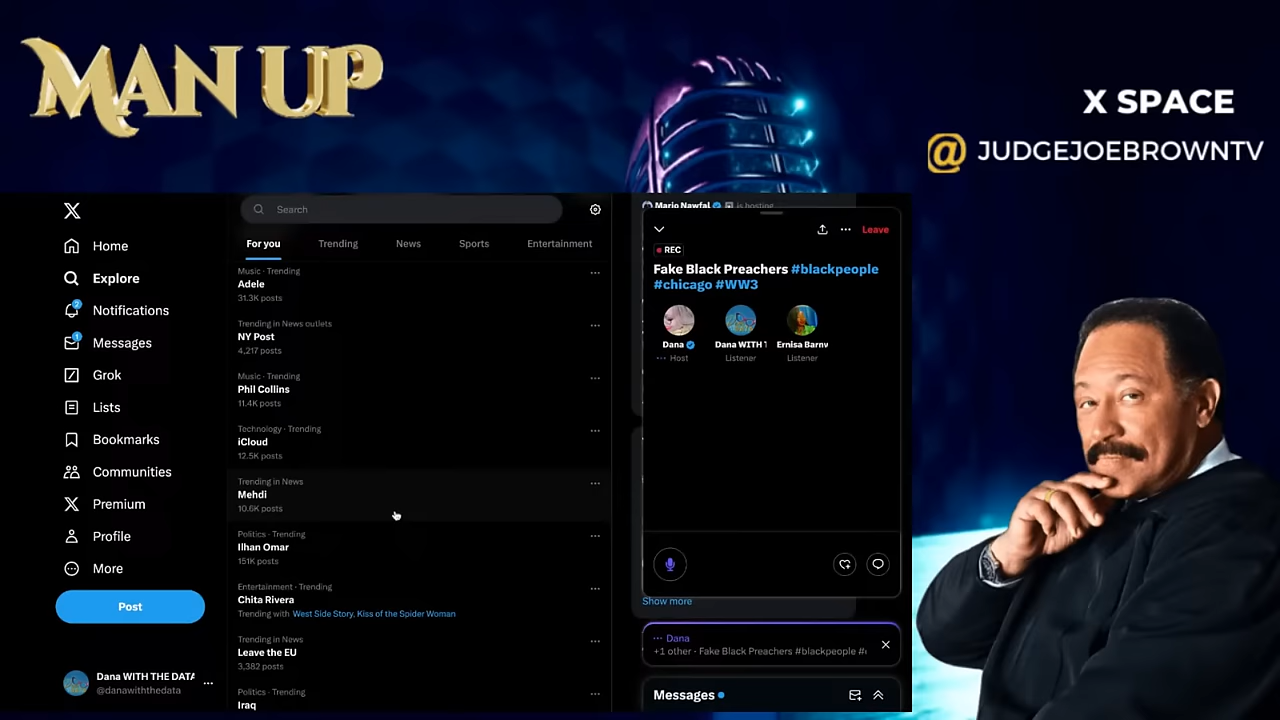 MAN UP
X SPACE
@ JUDGEJOEBROWNTV
Search
For you
Trending
News
Sports
Entertainment
Music · Trending
Adele
31.3K posts
Trending in News outlets
NY Post
4,217 posts
Music · Trending
Phil Collins
11.4K posts
Technology · Trending
iCloud
12.5K posts
Trending in News
Mehdi
10.6K posts
Politics · Trending
Ilhan Omar
151K posts
Entertainment · Trending
Chita Rivera
Trending with West Side Story, Kiss of the Spider Woman
Trending in News
Leave the EU
3,382 posts
Politics · Trending
Iraq
Home
Explore
2
Notifications
1
Messages
Grok
Lists
Bookmarks
Communities
Premium
Profile
More
Post
Dana WITH THE DATA
@danawiththedata
Mario Nawfal is hosting
Leave
REC
Fake Black Preachers #blackpeople
#chicago #WW3
Dana
Host
Dana WITH T
Listener
Ernisa Barnw
Listener
Show more
Dana
+1 other · Fake Black Preachers #blackpeople #
Messages